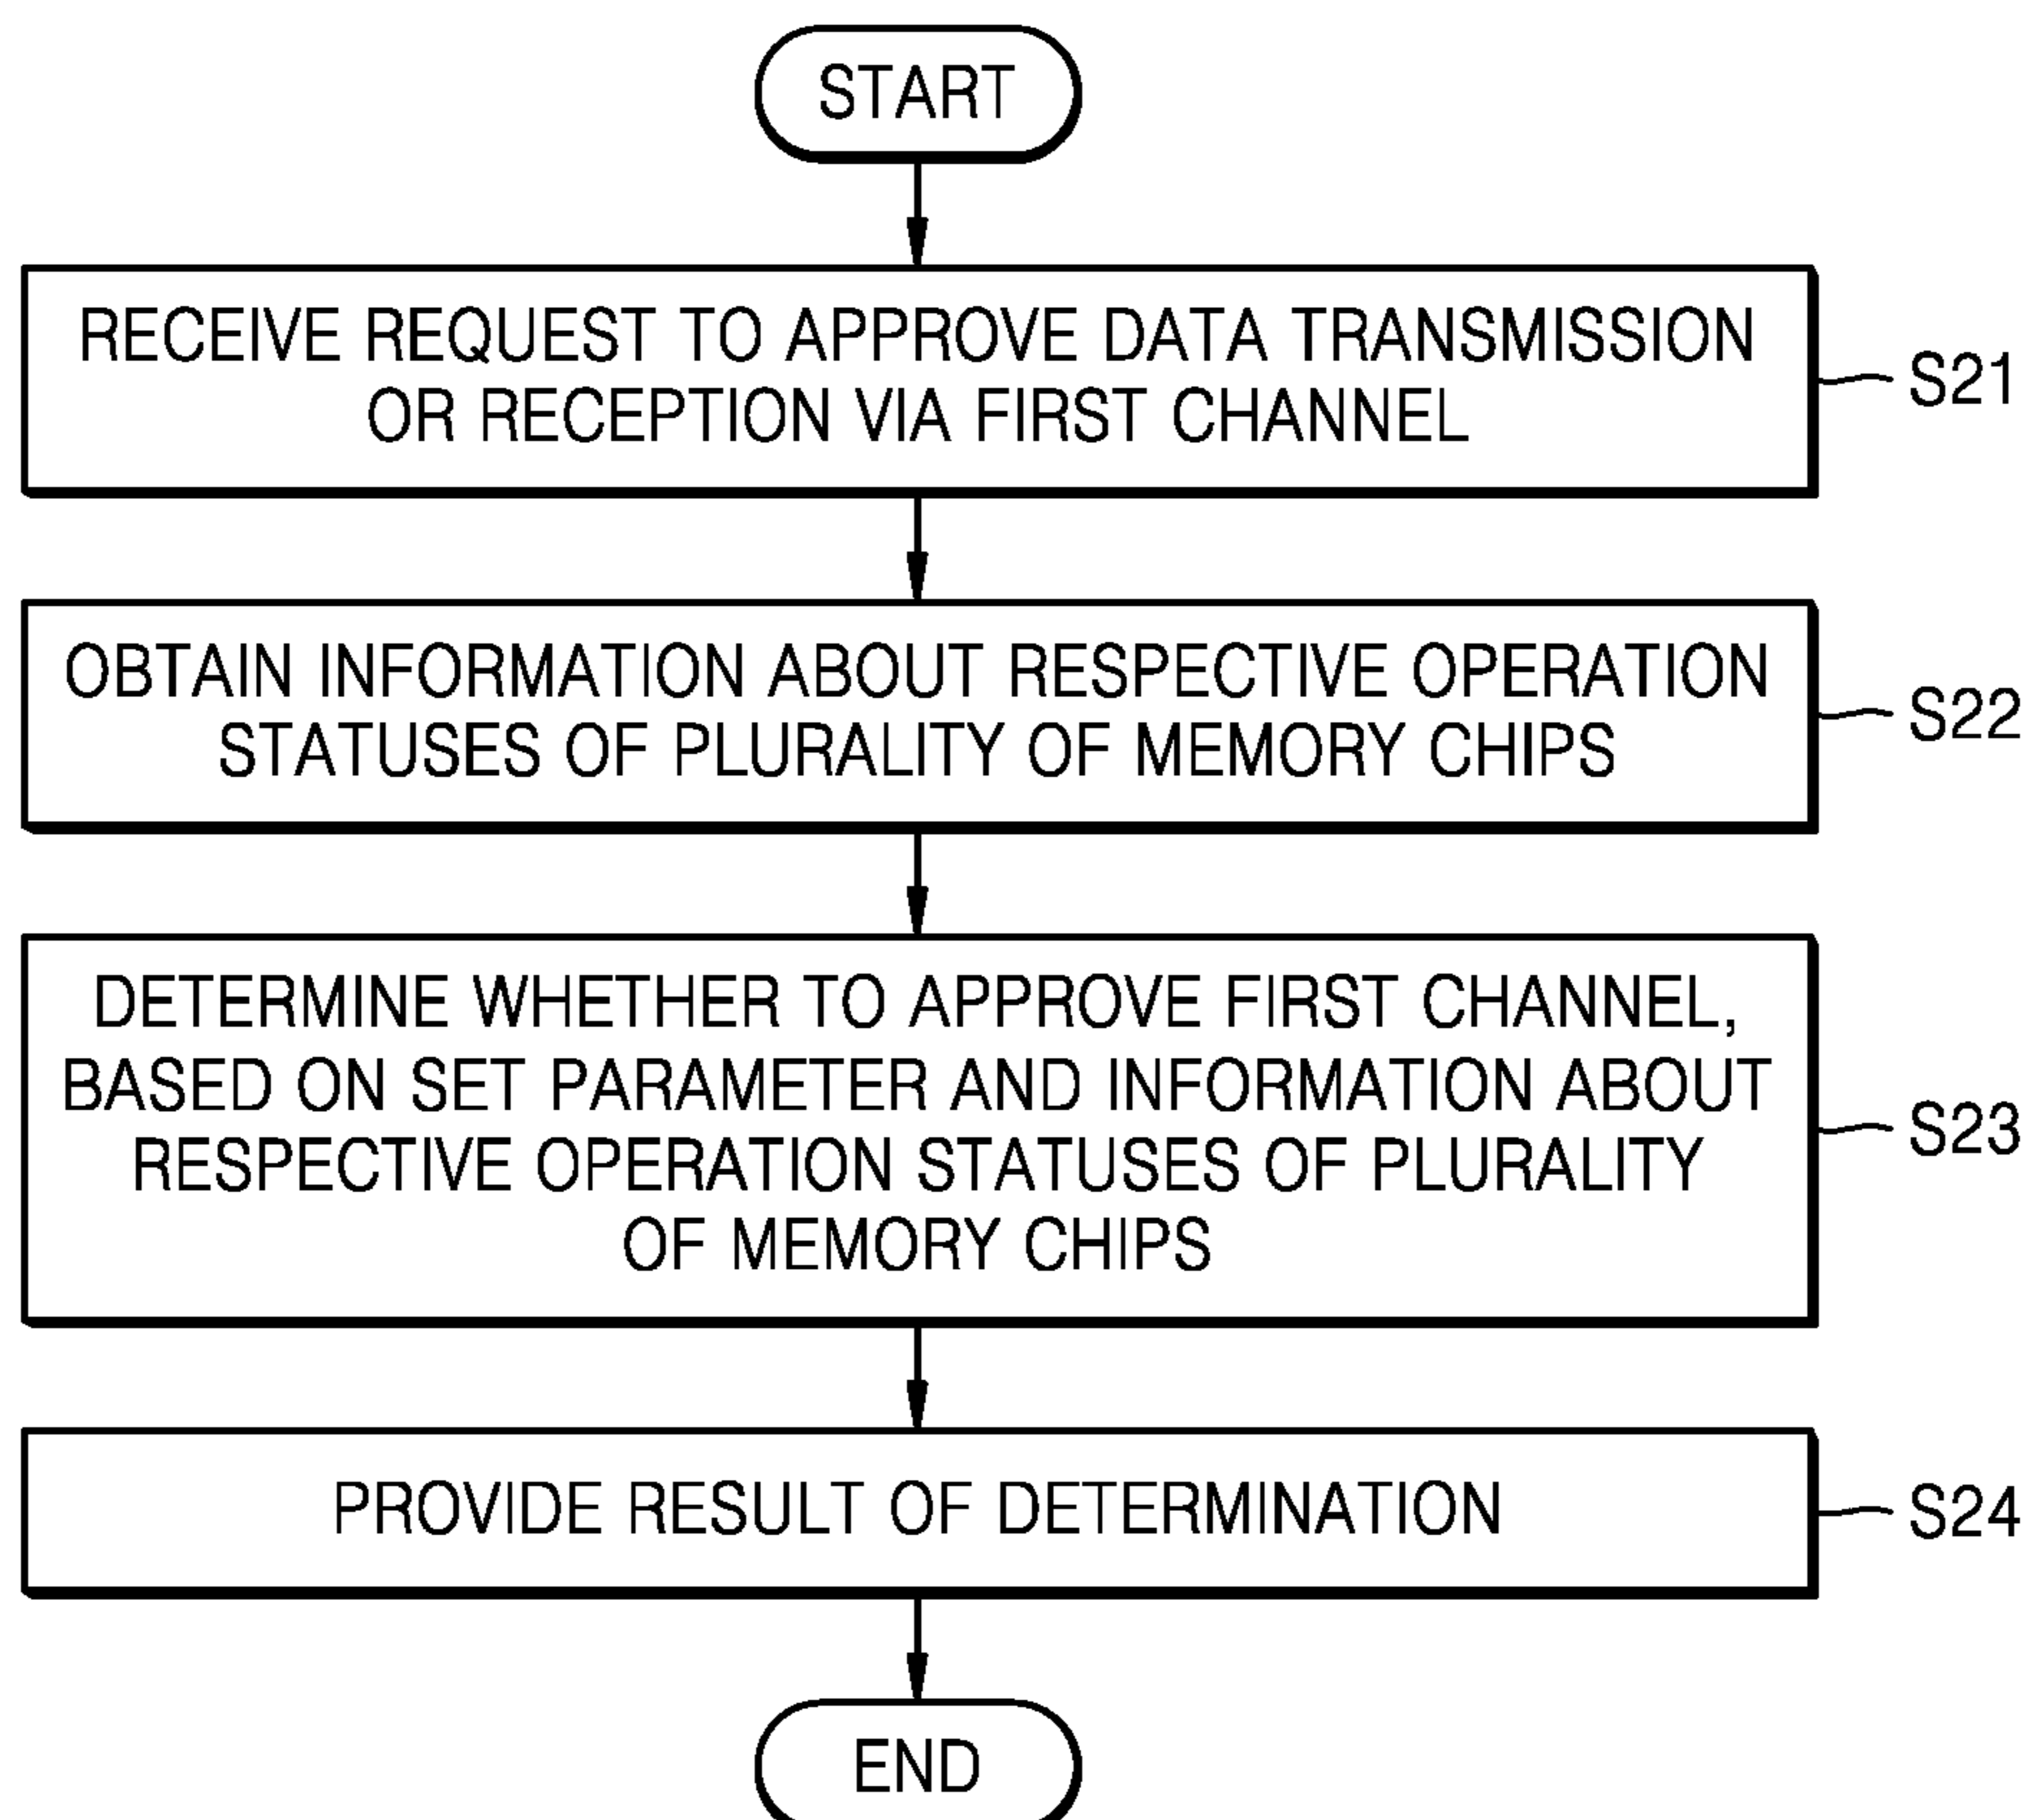 START
RECEIVE REQUEST TO APPROVE DATA TRANSMISSION
OR RECEPTION VIA FIRST CHANNEL
S21
OBTAIN INFORMATION ABOUT RESPECTIVE OPERATION
STATUSES OF PLURALITY OF MEMORY CHIPS
S22
DETERMINE WHETHER TO APPROVE FIRST CHANNEL,
BASED ON SET PARAMETER AND INFORMATION ABOUT
RESPECTIVE OPERATION STATUSES OF PLURALITY
OF MEMORY CHIPS
S23
PROVIDE RESULT OF DETERMINATION
S24
END